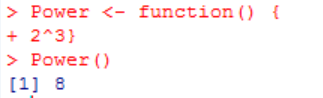 > Power <- function() {
+ 2^3}
> Power()
[1] 8